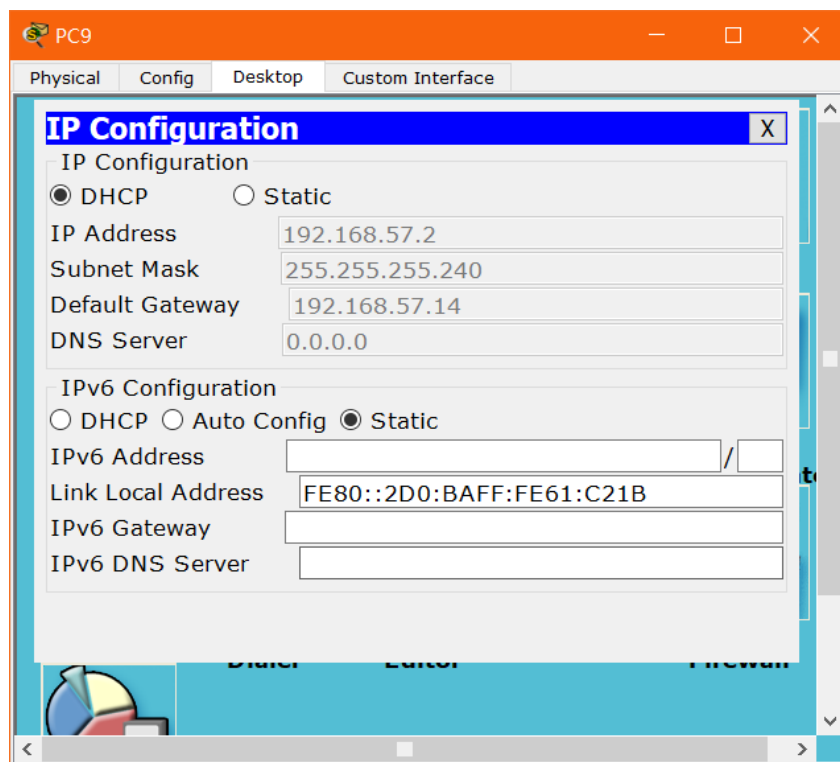 PC9
Physical Config Desktop Custom Interface
IP Configuration X
IP Configuration
DHCP Static
IP Address 192.168.57.2
Subnet Mask 255.255.255.240
Default Gateway 192.168.57.14
DNS Server 0.0.0.0
IPv6 Configuration
DHCP Auto Config Static
IPv6 Address /
Link Local Address FE80::2D0:BAFF:FE61:C21B
IPv6 Gateway
IPv6 DNS Server
Dialer Editor Firewall